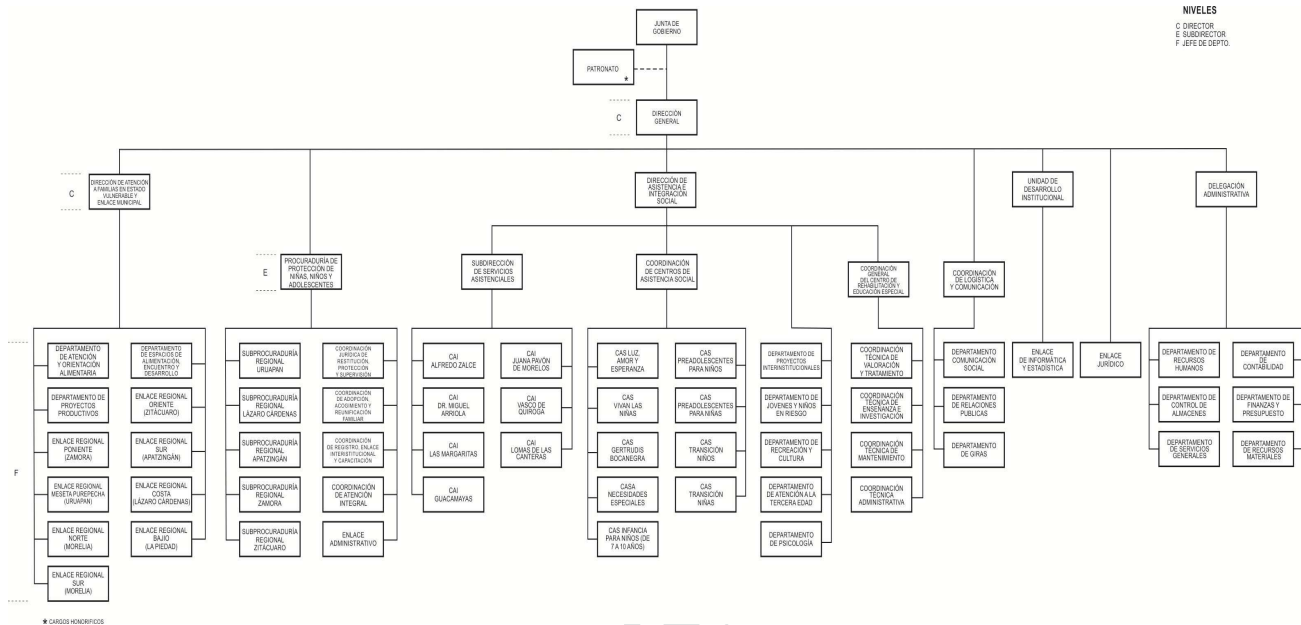 NIVELES
C DIRECTOR
E SUBDIRECTOR
F JEFE DE DEPTO.
JUNTA DE
GOBIERNO
PATRONATO
*
C
DIRECCIÓN
GENERAL
C
DIRECCIÓN DE ATENCIÓN
A FAMILIAS EN ESTADO
VULNERABLE Y
ENLACE MUNICIPAL
DIRECCIÓN DE
ASISTENCIA E
INTEGRACIÓN
SOCIAL
UNIDAD DE
DESARROLLO
INSTITUCIONAL
DELEGACIÓN
ADMINISTRATIVA
E
PROCURADURÍA DE
PROTECCIÓN DE
NIÑAS, NIÑOS Y
ADOLESCENTES
SUBDIRECCIÓN
DE SERVICIOS
ASISTENCIALES
COORDINACIÓN
DE CENTROS DE
ASISTENCIA SOCIAL
COORDINACIÓN
GENERAL
DEL CENTRO DE
REHABILITACIÓN Y
EDUCACIÓN ESPECIAL
COORDINACIÓN
DE LOGÍSTICA
Y COMUNICACIÓN
F
DEPARTAMENTO
DE ATENCIÓN
Y ORIENTACIÓN
ALIMENTARIA
DEPARTAMENTO DE
PROYECTOS
PRODUCTIVOS
ENLACE REGIONAL
PONIENTE
(ZAMORA)
ENLACE REGIONAL
MESETA PUREPECHA
(URUAPAN)
ENLACE REGIONAL
NORTE
(MORELIA)
ENLACE REGIONAL
SUR
(MORELIA)
DEPARTAMENTO
DE ESPACIOS DE
ALIMENTACIÓN,
ENCUENTRO Y
DESARROLLO
ENLACE REGIONAL
ORIENTE
(ZITÁCUARO)
ENLACE REGIONAL
SUR
(APATZINGÁN)
ENLACE REGIONAL
COSTA
(LÁZARO CÁRDENAS)
ENLACE REGIONAL
BAJIO
(LA PIEDAD)
SUBPROCURADURÍA
REGIONAL
URUAPAN
SUBPROCURADURÍA
REGIONAL
LÁZARO CÁRDENAS
SUBPROCURADURÍA
REGIONAL
APATZINGÁN
SUBPROCURADURÍA
REGIONAL
ZAMORA
SUBPROCURADURÍA
REGIONAL
ZITÁCUARO
COORDINACIÓN
JURÍDICA DE
RESTITUCIÓN,
PROTECCIÓN
Y SUPERVISIÓN
COORDINACIÓN
DE ADOPCIÓN,
ACOGIMIENTO Y
REUNIFICACIÓN
FAMILIAR
COORDINACIÓN
DE REGISTRO, ENLACE
INTERISTITUCIONAL
Y CAPACITACIÓN
COORDINACIÓN
DE ATENCIÓN
INTEGRAL
ENLACE
ADMINISTRATIVO
CAI
ALFREDO ZALCE
CAI
DR. MIGUEL
ARRIOLA
CAI
LAS MARGARITAS
CAI
GUACAMAYAS
CAI
JUANA PAVÓN
DE MORELOS
CAI
VASCO DE
QUIROGA
CAI
LOMAS DE LAS
CANTERAS
CAS LUZ,
AMOR Y
ESPERANZA
CAS
VIVAN LAS
NIÑAS
CAS
GERTRUDIS
BOCANEGRA
CASA
NECESIDADES
ESPECIALES
CAS INFANCIA
PARA NIÑOS (DE
7 A 10 AÑOS)
CAS
PREADOLESCENTES
PARA NIÑOS
CAS
PREADOLESCENTES
PARA NIÑAS
CAS
TRANSICIÓN
NIÑOS
CAS
TRANSICIÓN
NIÑAS
DEPARTAMENTO DE
PROYECTOS
INTERINSTITUCIONALES
DEPARTAMENTO
DE JOVENES Y NIÑOS
EN RIESGO
DEPARTAMENTO DE
RECREACIÓN Y
CULTURA
DEPARTAMENTO
DE ATENCIÓN A LA
TERCERA EDAD
DEPARTAMENTO
DE PSICOLOGÍA
COORDINACIÓN
TÉCNICA DE
VALORACIÓN
Y TRATAMIENTO
COORDINACIÓN
TÉCNICA DE
ENSEÑANZA E
INVESTIGACIÓN
COORDINACIÓN
TÉCNICA DE
MANTENIMIENTO
COORDINACIÓN
TÉCNICA
ADMINISTRATIVA
DEPARTAMENTO
COMUNICACIÓN
SOCIAL
DEPARTAMENTO
DE RELACIONES
PUBLICAS
DEPARTAMENTO
DE GIRAS
ENLACE
DE INFORMÁTICA
Y ESTADÍSTICA
ENLACE
JURÍDICO
DEPARTAMENTO DE
RECURSOS
HUMANOS
DEPARTAMENTO
DE CONTROL DE
ALMACENES
DEPARTAMENTO
DE SERVICIOS
GENERALES
DEPARTAMENTO
DE
CONTABILIDAD
DEPARTAMENTO
DE FINANZAS Y
PRESUPUESTO
DEPARTAMENTO
DE RECURSOS
MATERIALES
* CARGOS HONORIFICOS